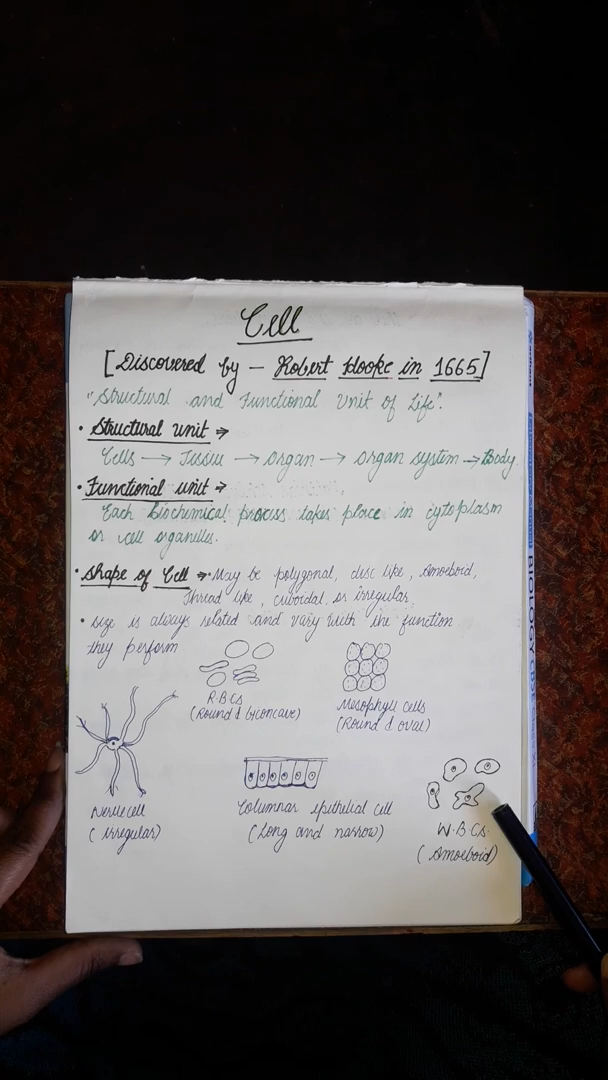 Cell
[Discovered by - Robert Hooke in 1665]
"Structural and Functional Unit of Life".
• Structural unit ⇒
Cells → Tissue → Organ → Organ system → Body
• Functional unit ⇒
Each biochemical process takes place in cytoplasm
or cell organelles.
• Shape of Cell → May be polygonal, disc like, Amoeboid,
Thread like, cuboidal, or irregular
• Size is always related and vary with the function
they perform
R.B.Cs
(Round & biconcave)
Mesophyll cells
(Round & oval)
Nerve cell
(irregular)
Columnar epithelial cell
(Long and narrow)
W.B.Cs.
(Amoeboid)
BIOLOGY